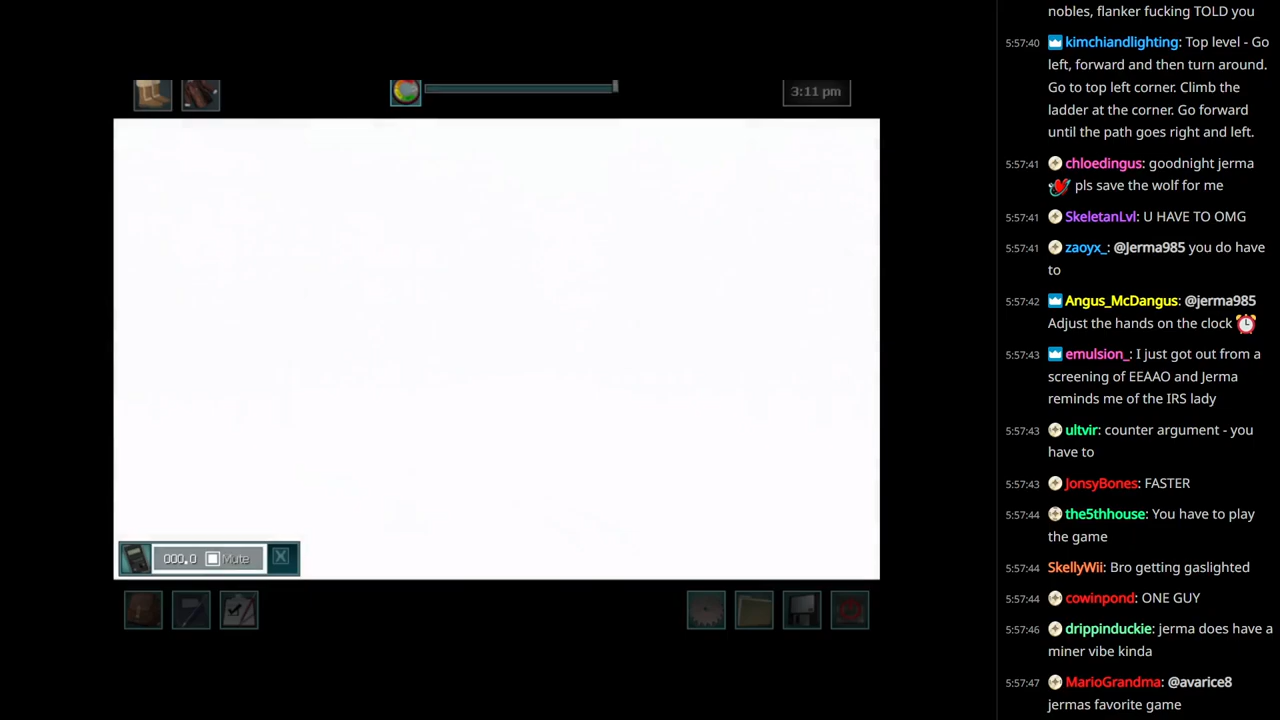 3:11 pm
000.0 Mute X
nobles, flanker fucking TOLD you
5:57:40 kimchiandlighting: Top level - Go
left, forward and then turn around.
Go to top left corner. Climb the
ladder at the corner. Go forward
until the path goes right and left.
5:57:41 chloedingus: goodnight jerma
pls save the wolf for me
5:57:41 SkeletanLvl: U HAVE TO OMG
5:57:41 zaoyx_: @Jerma985 you do have
to
5:57:42 Angus_McDangus: @jerma985
Adjust the hands on the clock
5:57:43 emulsion_: I just got out from a
screening of EEAAO and Jerma
reminds me of the IRS lady
5:57:43 ultvir: counter argument - you
have to
5:57:43 JonsyBones: FASTER
5:57:44 the5thhouse: You have to play
the game
5:57:44 SkellyWii: Bro getting gaslighted
5:57:44 cowinpond: ONE GUY
5:57:46 drippinduckie: jerma does have a
miner vibe kinda
5:57:47 MarioGrandma: @avarice8
jermas favorite game